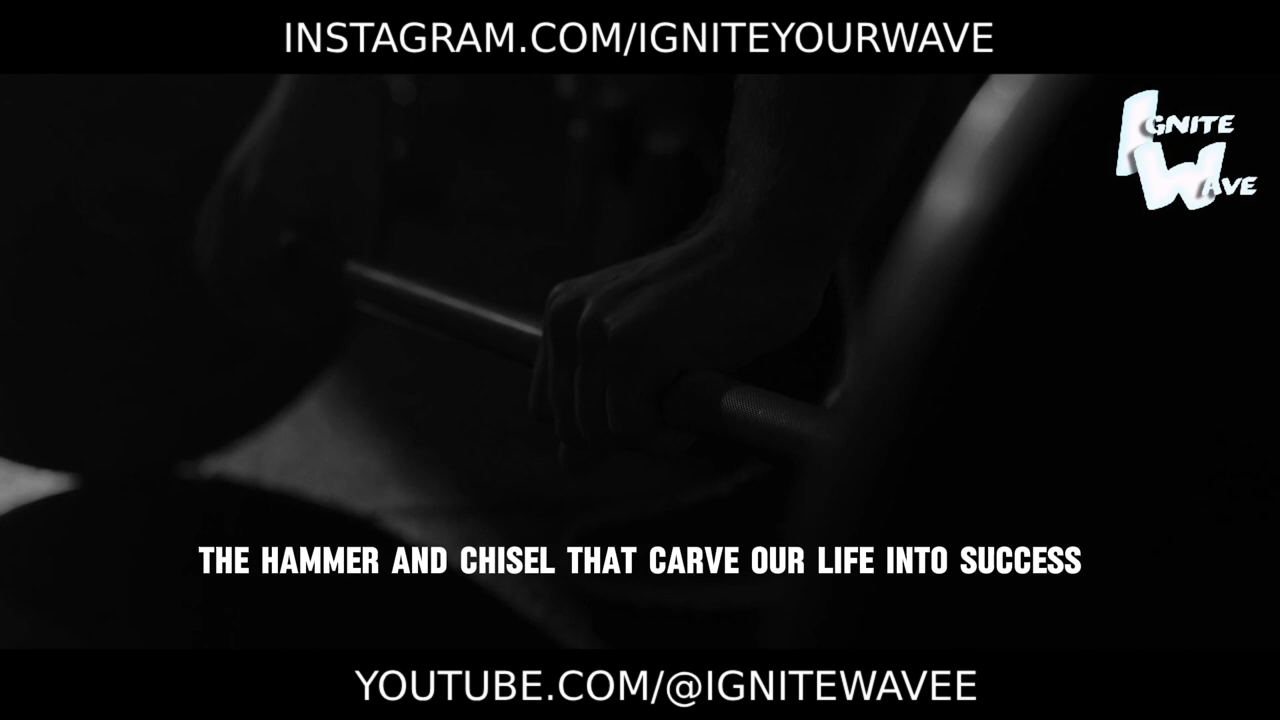 INSTAGRAM.COM/IGNITEYOURWAVE
IGNITE
WAVE
THE HAMMER AND CHISEL THAT CARVE OUR LIFE INTO SUCCESS
YOUTUBE.COM/@IGNITEWAVEE